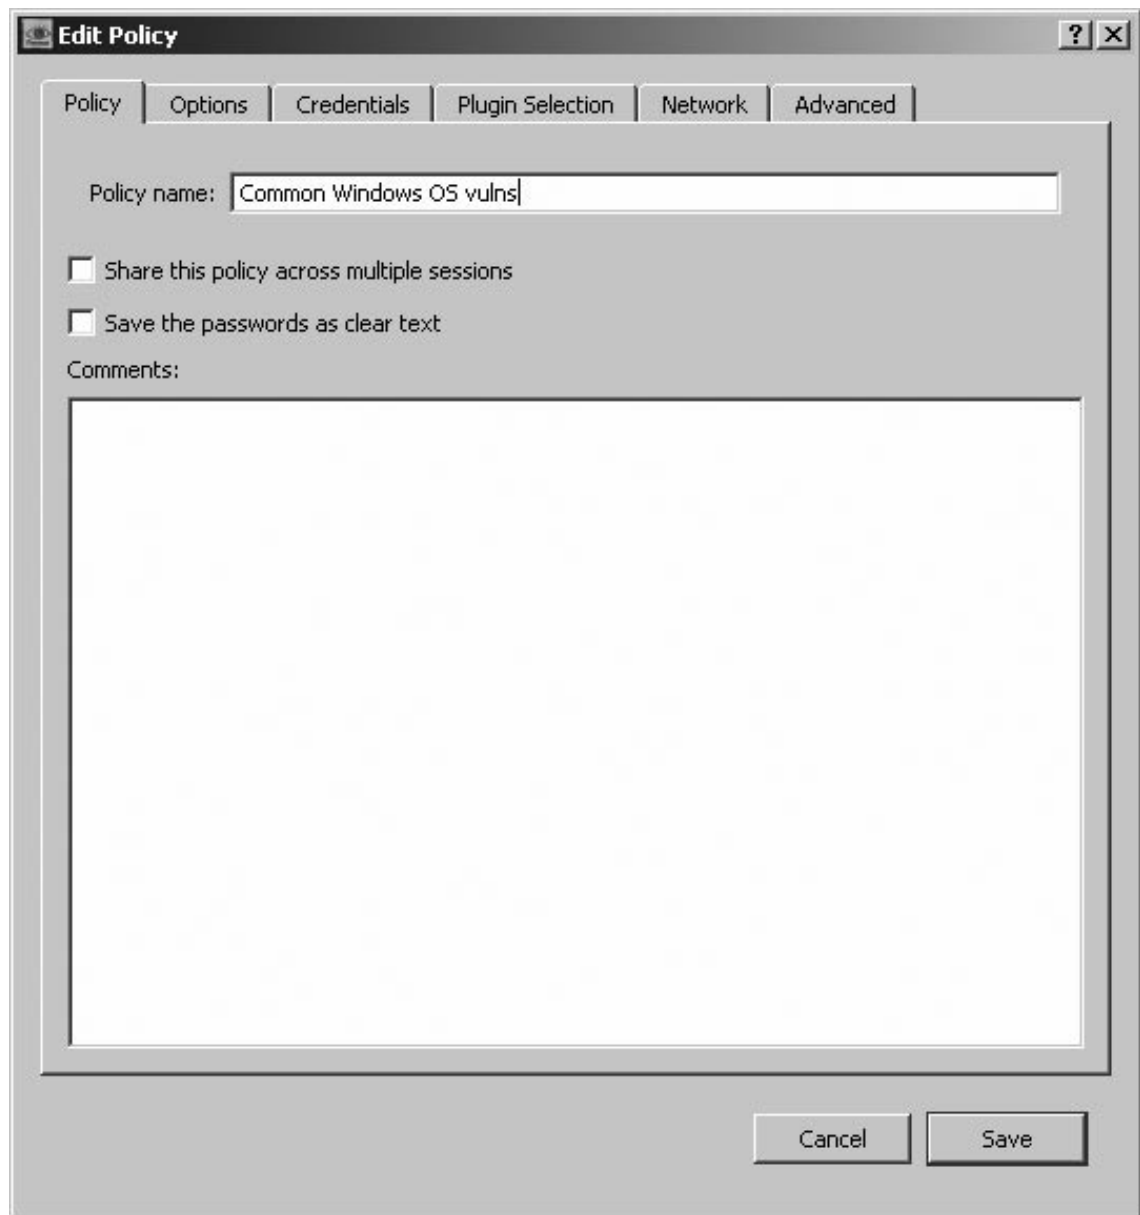 Edit Policy
Policy Options Credentials Plugin Selection Network Advanced
Policy name: Common Windows OS vulns
Share this policy across multiple sessions
Save the passwords as clear text
Comments:
Cancel Save